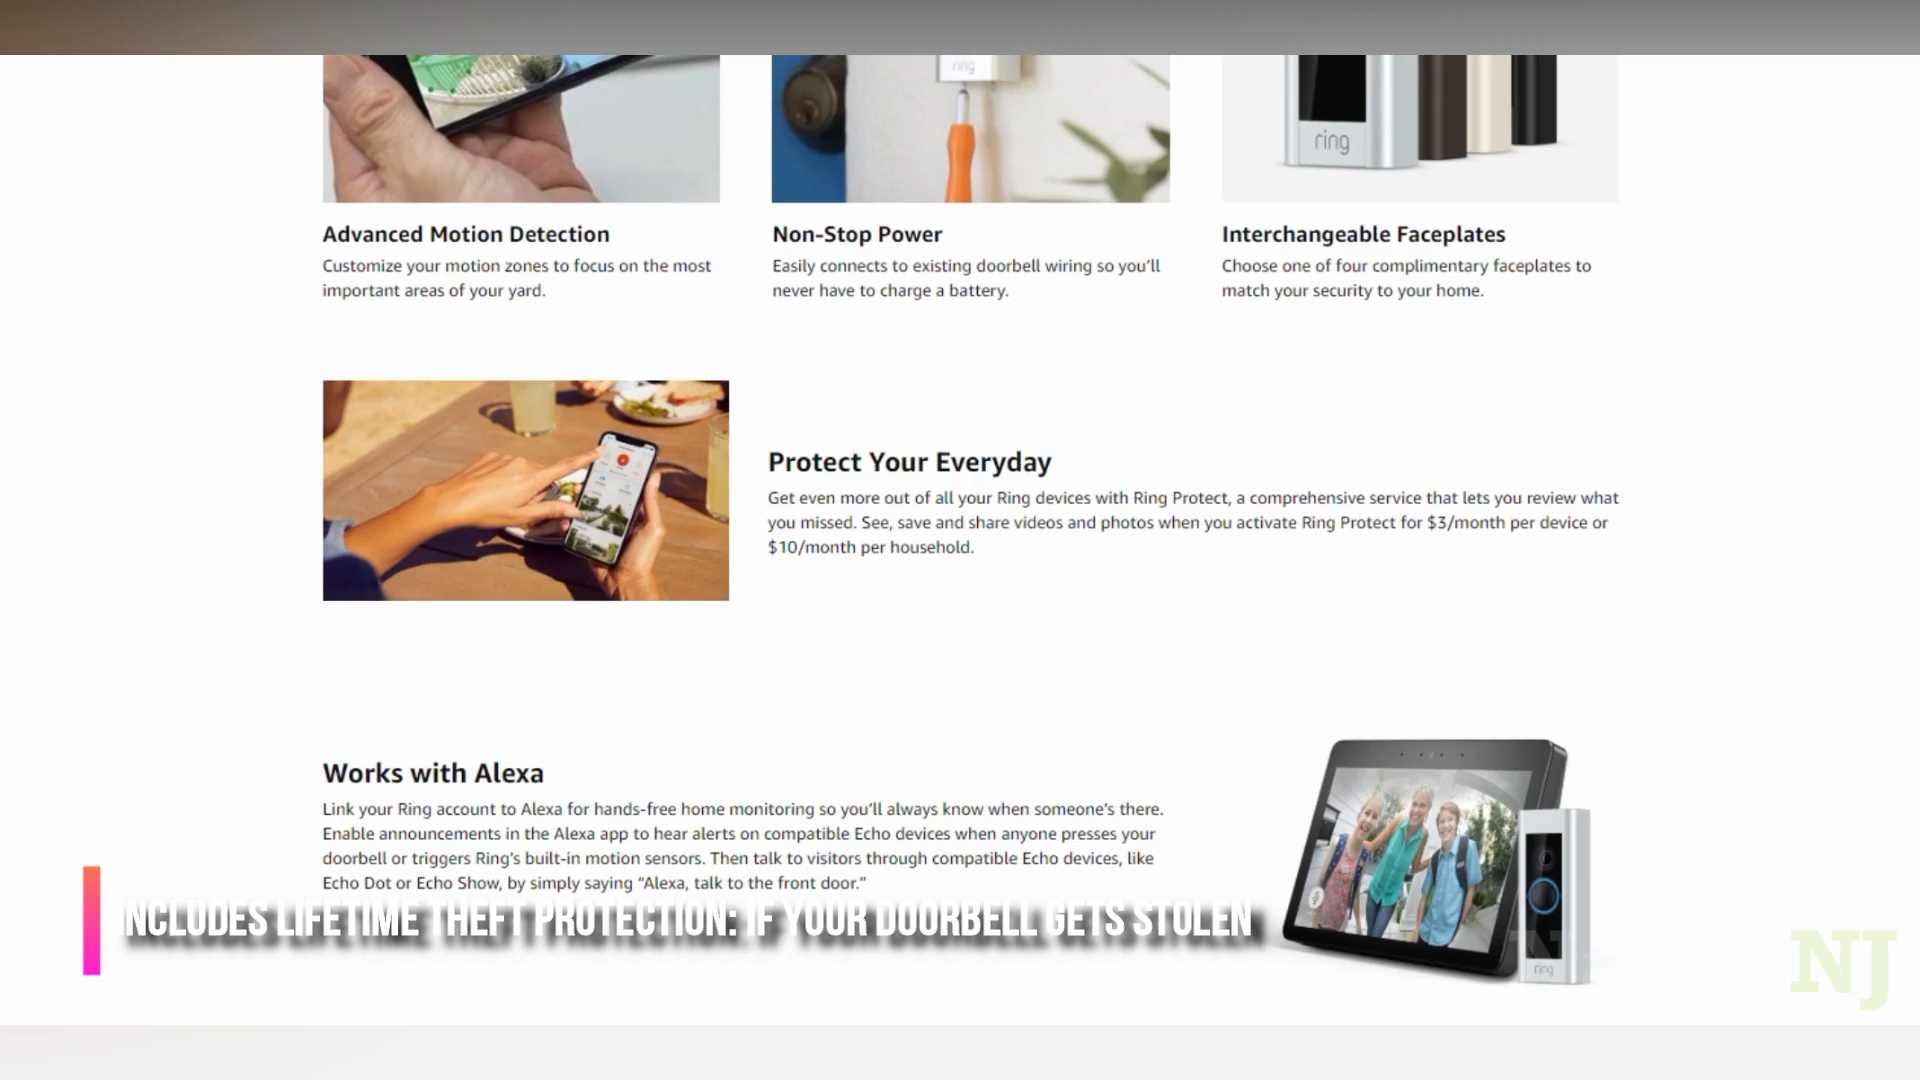 ring
ring
Advanced Motion Detection
Customize your motion zones to focus on the most
important areas of your yard.
Non-Stop Power
Easily connects to existing doorbell wiring so you'll
never have to charge a battery.
Interchangeable Faceplates
Choose one of four complimentary faceplates to
match your security to your home.
Protect Your Everyday
Get even more out of all your Ring devices with Ring Protect, a comprehensive service that lets you review what
you missed. See, save and share videos and photos when you activate Ring Protect for $3/month per device or
$10/month per household.
Works with Alexa
Link your Ring account to Alexa for hands-free home monitoring so you'll always know when someone's there.
Enable announcements in the Alexa app to hear alerts on compatible Echo devices when anyone presses your
doorbell or triggers Ring's built-in motion sensors. Then talk to visitors through compatible Echo devices, like
Echo Dot or Echo Show, by simply saying “Alexa, talk to the front door.”
INCLUDES LIFETIME THEFT PROTECTION: IF YOUR DOORBELL GETS STOLEN
ring
NJ